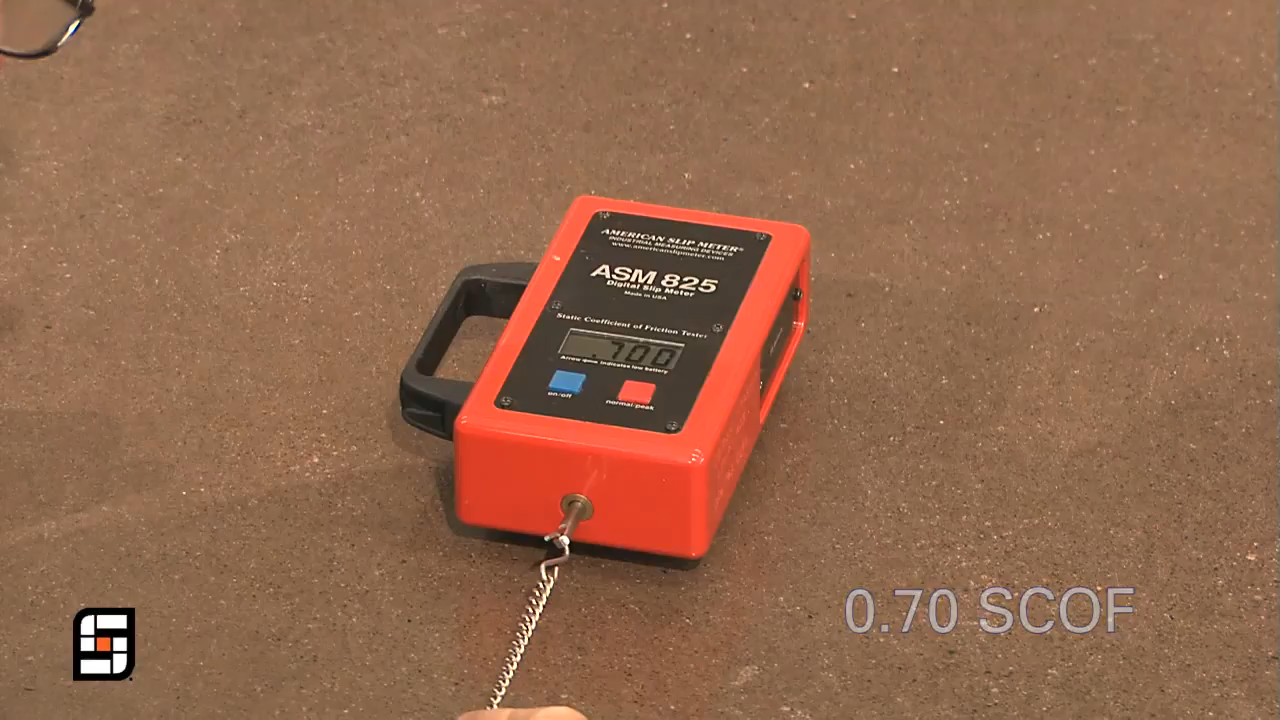 AMERICAN SLIP METER®
INDUSTRIAL MEASURING DEVICES
www.americanslipmeter.com
ASM 825
Digital Slip Meter
Made in USA
Static Coefficient of Friction Tester
.700
Arrow indicates low battery
on/off
normal/peak
0.70 SCOF